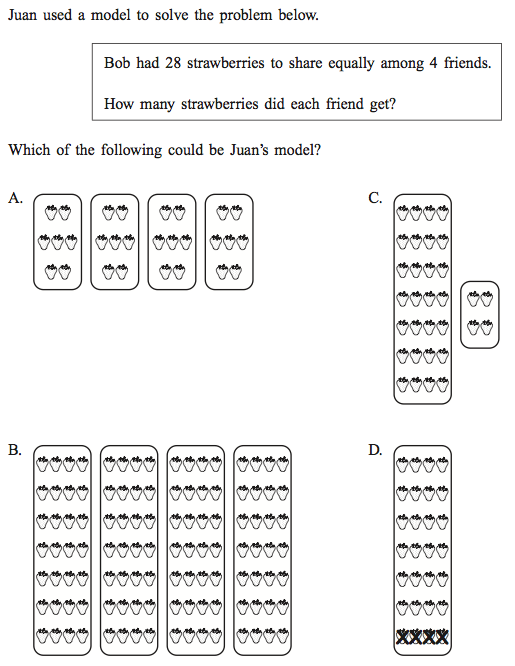 Juan used a model to solve the problem below.
Bob had 28 strawberries to share equally among 4 friends.
How many strawberries did each friend get?
Which of the following could be Juan’s model?
A.
C.
B.
D.